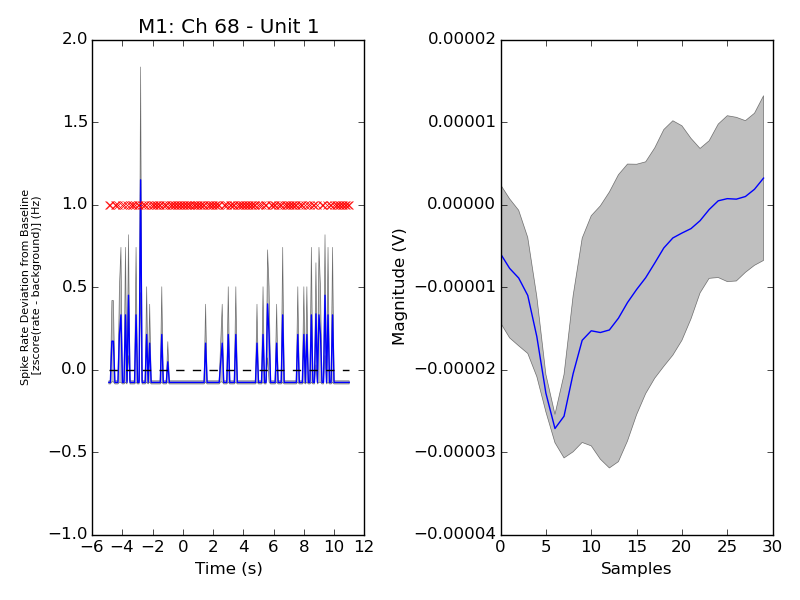 M1: Ch 68 - Unit 1
Spike Rate Deviation from Baseline
[zscore(rate - background)] (Hz)
2.0
1.5
1.0
0.5
0.0
−0.5
−1.0
−6 −4 −2 0 2 4 6 8 10 12
Time (s)
Magnitude (V)
0.00002
0.00001
0.00000
−0.00001
−0.00002
−0.00003
−0.00004
0 5 10 15 20 25 30
Samples